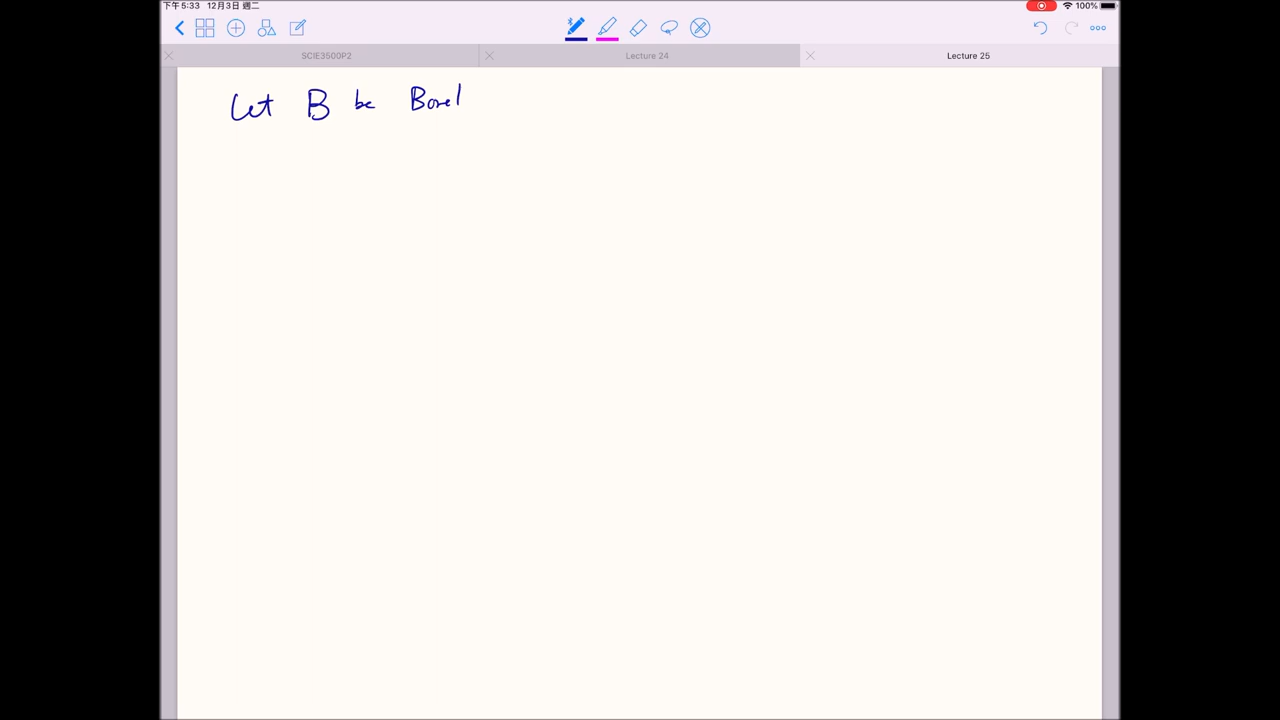 下午5:33 12月3日 週二
100%
SCIE3500P2
Lecture 24
Lecture 25
Let B be Borel